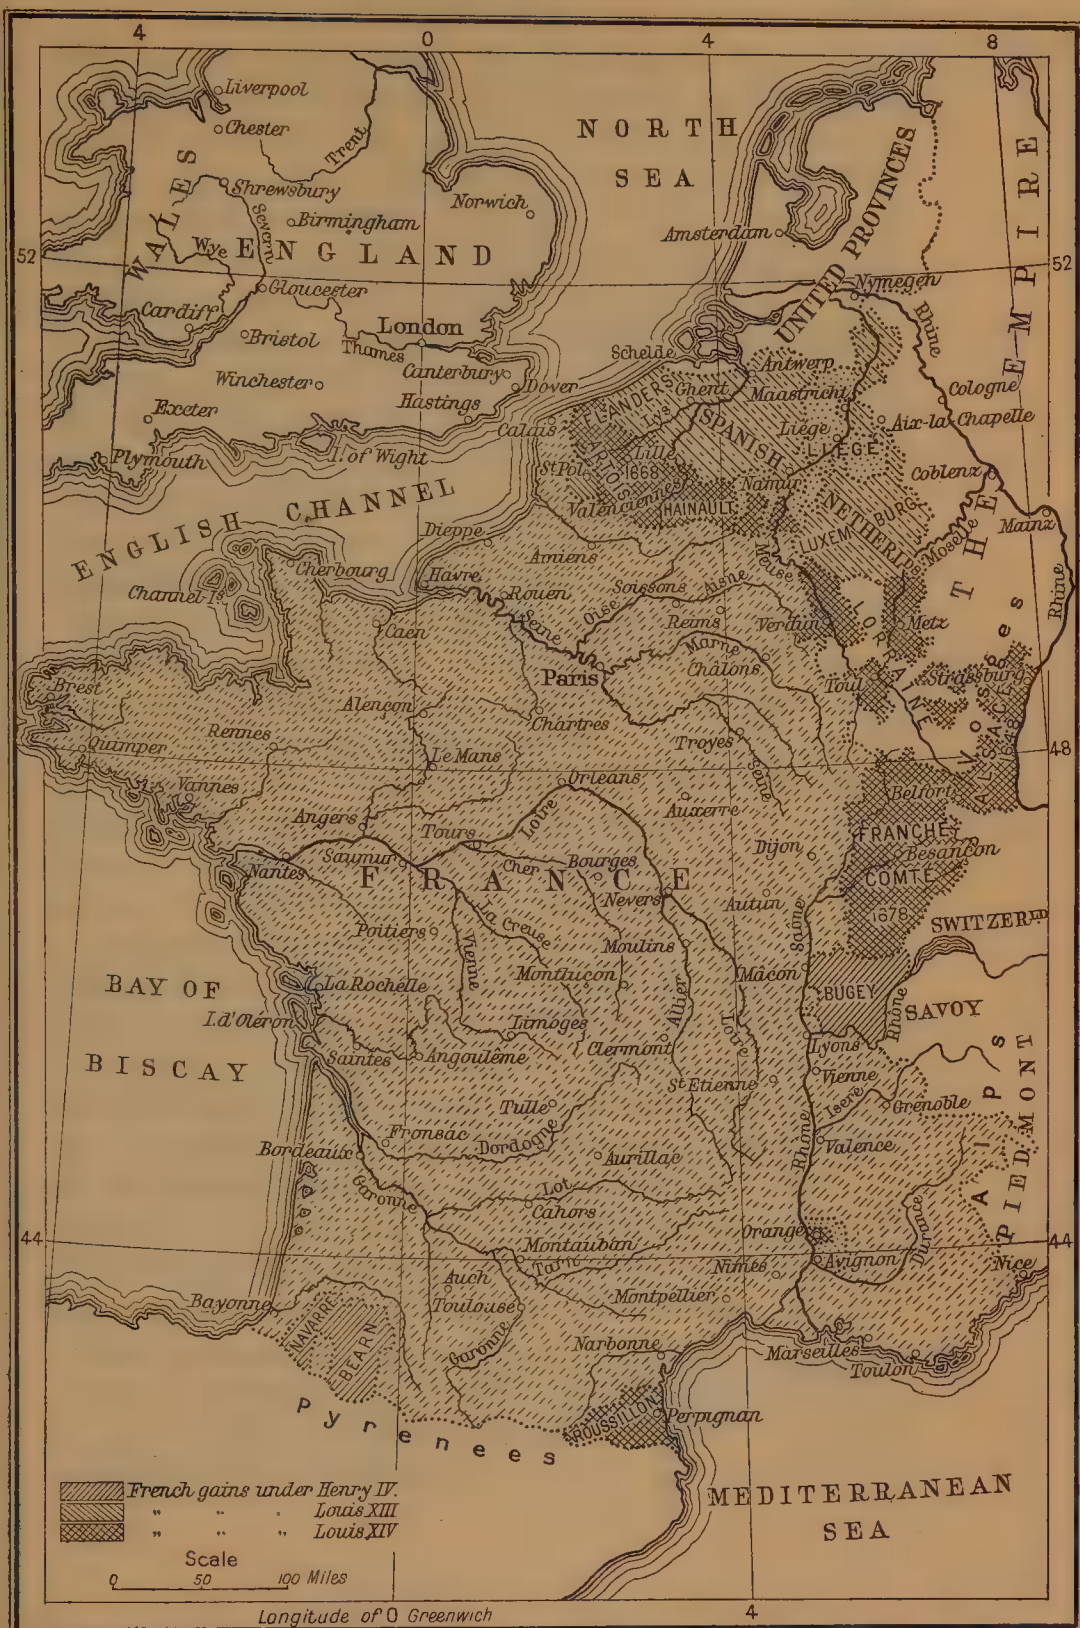 4 0 4 8
Liverpool
Chester
Trent
NORTH
SEA
WALES
Shrewsbury
Severn
Birmingham
Norwich
Amsterdam
UNITED PROVINCES
THE EMPIRE
52
Wye
ENGLAND
52
Gloucester
Nymegen
Cardiff
London
Rhine
Bristol
Thames
Schelde
Antwerp
Winchester
Canterbury
Dover
FLANDERS
Ghent
Maastricht
Cologne
Exeter
Hastings
Calais
Lys
SPANISH
Liége
Aix-la-Chapelle
Plymouth
I. of Wight
ARTOIS
Lille
1668
LIEGE
St Pol
Namur
Coblenz
ENGLISH CHANNEL
Valenciennes
HAINAULT
NETHERLDS
LUXEMBURG
Mainz
Dieppe
Amiens
Meuse
Moselle
Cherbourg
Havre
Soissons
Aisne
Rhine
Channel Is.
Rouen
Oise
Reims
Verdun
LORRAINE
Metz
Caen
Seine
Marne
Châlons
Vosges
Paris
Toul
Strassburg
Brest
Alençon
Chartres
ALSACE
1648
Quimper
Rennes
Troyes
Le Mans
Seine
48
Vannes
Orleans
Auxerre
Belfort
Angers
Tours
Loire
FRANCHE
COMTÉ
1678
Dijon
Besançon
Nantes
Saumur
Cher
Bourges
FRANCE
Nevers
Autun
Saône
SWITZERLD
Poitiers
La Creuse
Vienne
Moulins
Mâcon
BAY OF
BISCAY
La Rochelle
Montluçon
Allier
BUGEY
Rhône
SAVOY
I. d'Oléron
Limoges
Loire
Lyons
Saintes
Angoulême
Clermont
Vienne
St Etienne
Isère
Grenoble
ALPS
PIEDMONT
Tulle
Fronsac
Dordogne
Rhône
Valence
Bordeaux
Aurillac
Garonne
Lot
Cahors
44
Orange
Durance
44
Montauban
Tarn
Nimes
Avignon
Nice
Auch
Bayonne
Toulouse
Montpellier
NAVARRE
BEARN
Garonne
Narbonne
Marseilles
Toulon
Pyrenees
ROUSSILLON
Perpignan
MEDITERRANEAN
SEA
French gains under Henry IV.
" " " Louis XIII
" " " Louis XIV
Scale
0 50 100 Miles
Longitude of 0 Greenwich
4